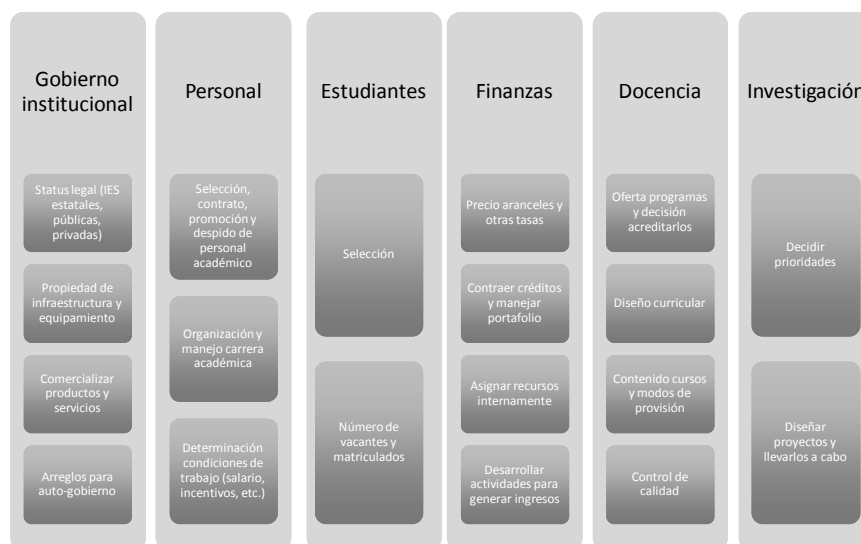 Gobierno
institucional
Status legal (IES
estatales,
públicas,
privadas)
Propiedad de
infraestructura y
equipamiento
Comercializar
productos y
servicios
Arreglos para
auto-gobierno
Personal
Selección,
contrato,
promoción y
despido de
personal
académico
Organización y
manejo carrera
académica
Determinación
condiciones de
trabajo (salario,
incentivos, etc.)
Estudiantes
Selección
Número de
vacantes y
matriculados
Finanzas
Precio aranceles y
otras tasas
Contraer créditos
y manejar
portafolio
Asignar recursos
internamente
Desarrollar
actividades para
generar ingresos
Docencia
Oferta programas
y decisión
acreditarlos
Diseño curricular
Contenido cursos
y modos de
provisión
Control de
calidad
Investigación
Decidir
prioridades
Diseñar
proyectos y
llevarlos a cabo